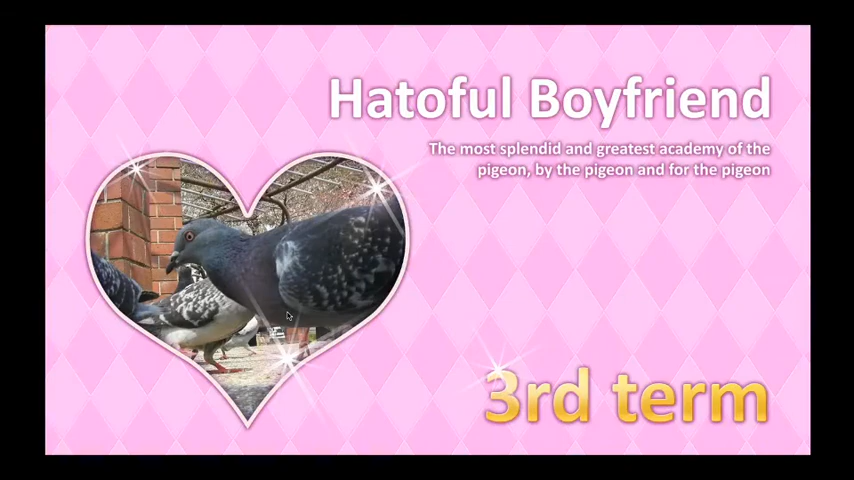 Hatoful Boyfriend
The most splendid and greatest academy of the
pigeon, by the pigeon and for the pigeon
3rd term